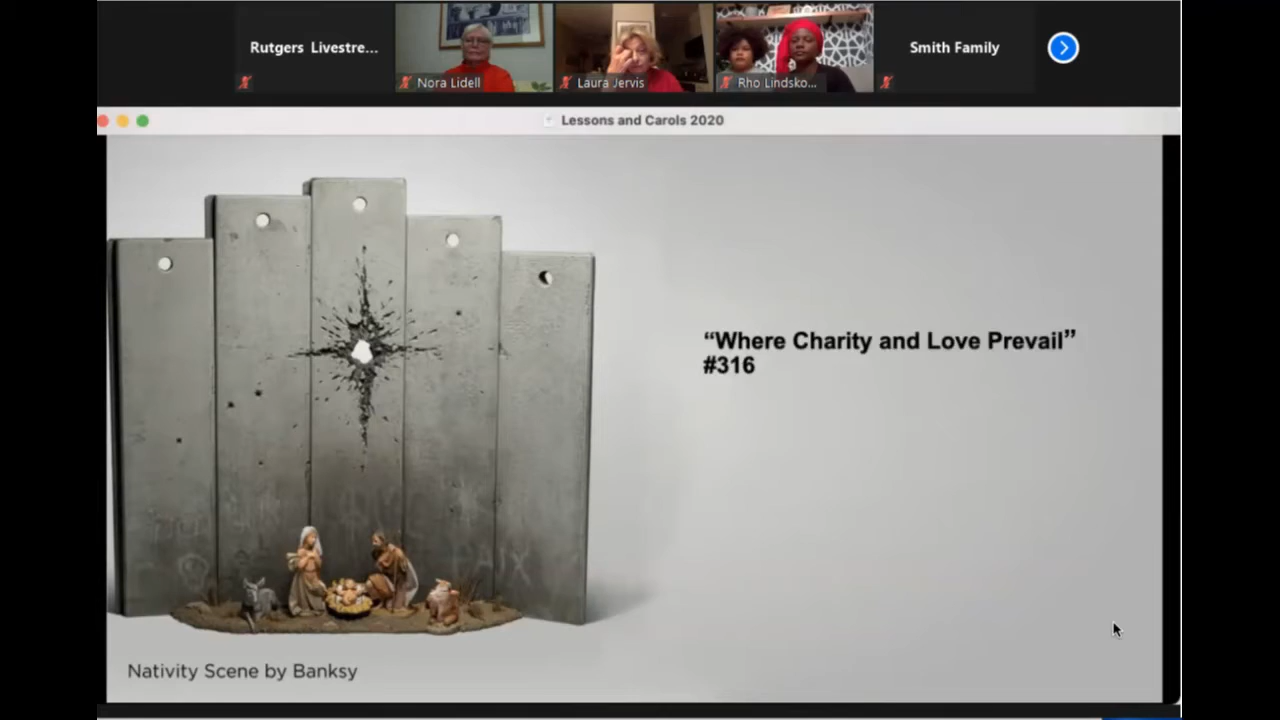 Rutgers Livestre...
Nora Lidell
Laura Jervis
Rho Lindsko...
Smith Family
Lessons and Carols 2020
“Where Charity and Love Prevail”
#316
PAIX
Nativity Scene by Banksy